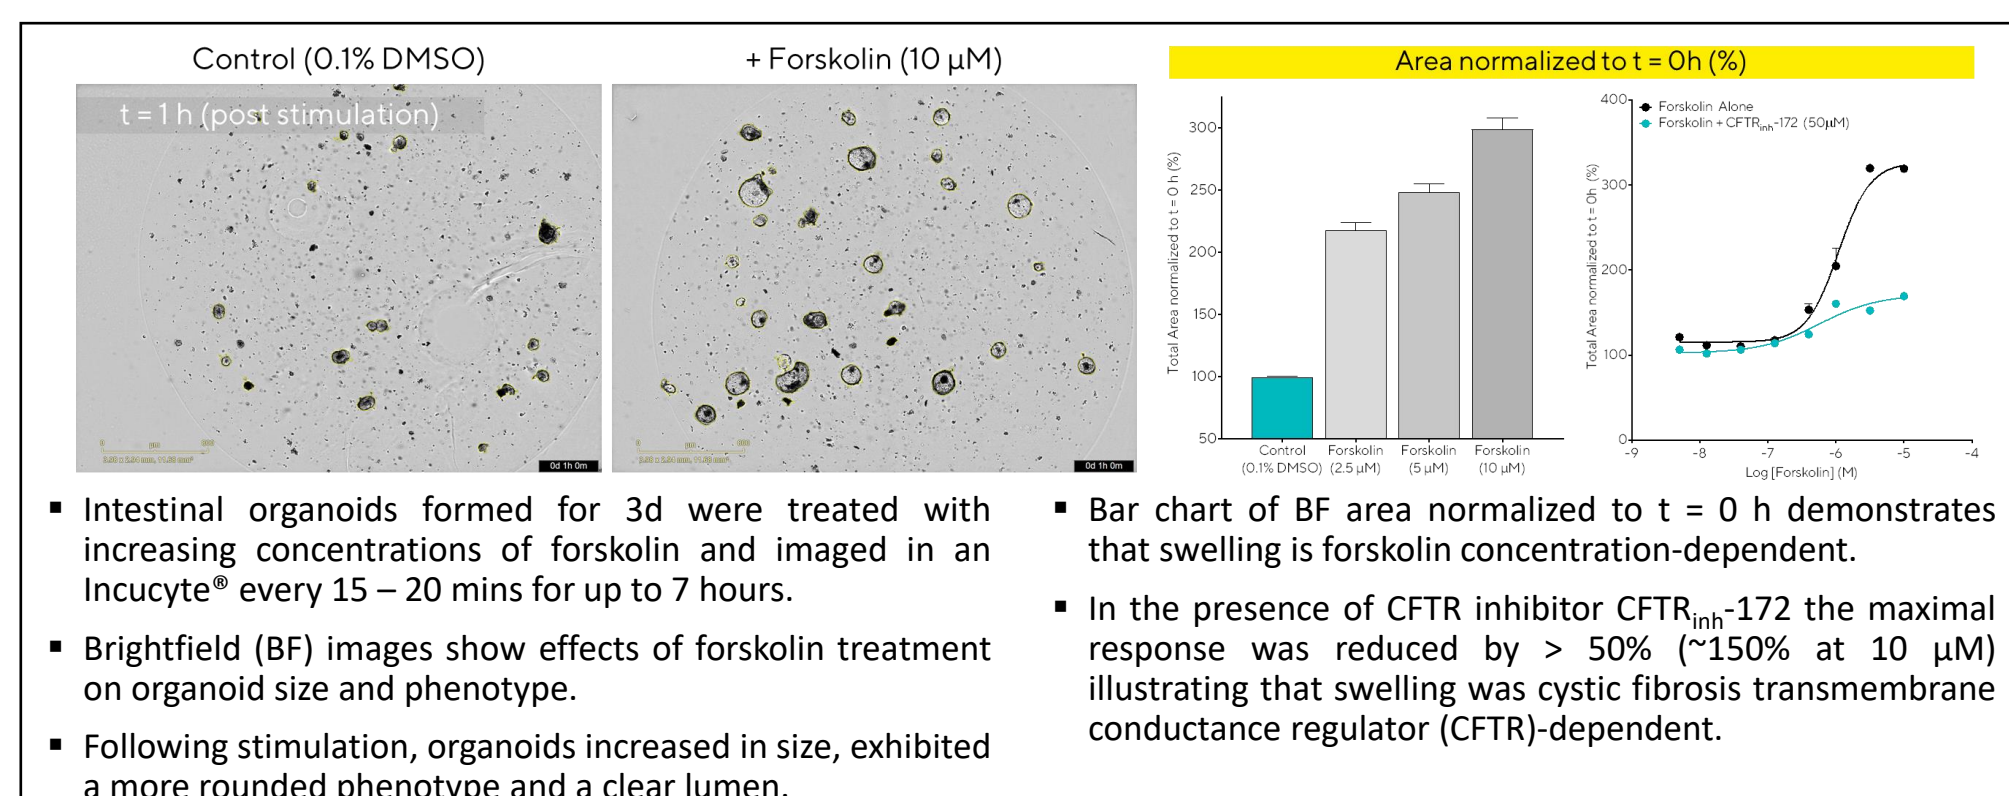 Control (0.1% DMSO)
+ Forskolin (10 µM)
t = 1 h (post stimulation)
0d 1h 0m
0d 1h 0m
Area normalized to t = 0h (%)
Total Area normalized to t = 0 h (%)
300
250
200
150
100
50
Control
(0.1% DMSO)
Forskolin
(2.5 µM)
Forskolin
(5 µM)
Forskolin
(10 µM)
Total Area normalized to t = 0h (%)
400
300
200
100
0
Forskolin Alone
Forskolin + CFTRinh-172 (50µM)
-9 -8 -7 -6 -5 -4
Log [Forskolin] (M)
▪ Intestinal organoids formed for 3d were treated with
increasing concentrations of forskolin and imaged in an
Incucyte® every 15 – 20 mins for up to 7 hours.
▪ Brightfield (BF) images show effects of forskolin treatment
on organoid size and phenotype.
▪ Following stimulation, organoids increased in size, exhibited
a more rounded phenotype and a clear lumen.
▪ Bar chart of BF area normalized to t = 0 h demonstrates
that swelling is forskolin concentration-dependent.
▪ In the presence of CFTR inhibitor CFTRinh-172 the maximal
response was reduced by > 50% (~150% at 10 µM)
illustrating that swelling was cystic fibrosis transmembrane
conductance regulator (CFTR)-dependent.